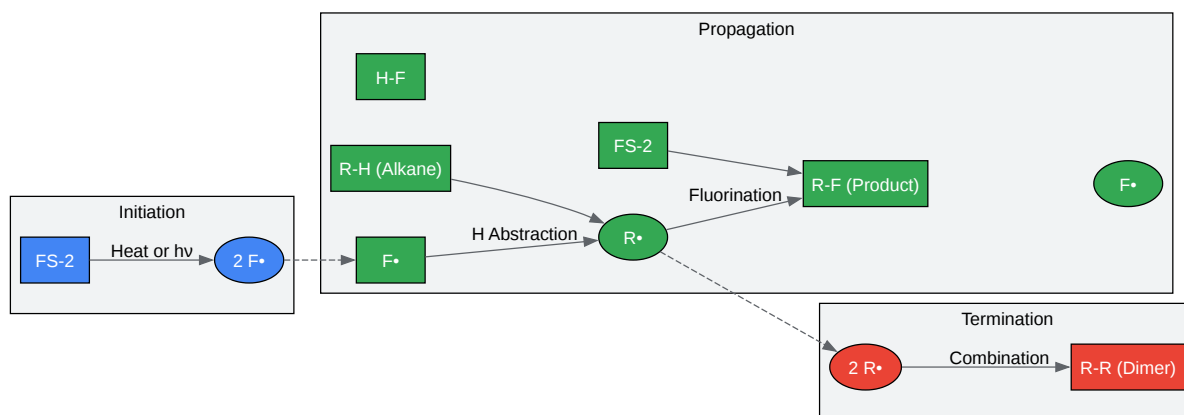 Propagation
H-F
FS-2
R-H (Alkane)
R-F (Product)
F•
Fluorination
Initiation
H Abstraction
R•
Heat or hν
FS-2
2 F•
F•
Termination
Combination
2 R•
R-R (Dimer)